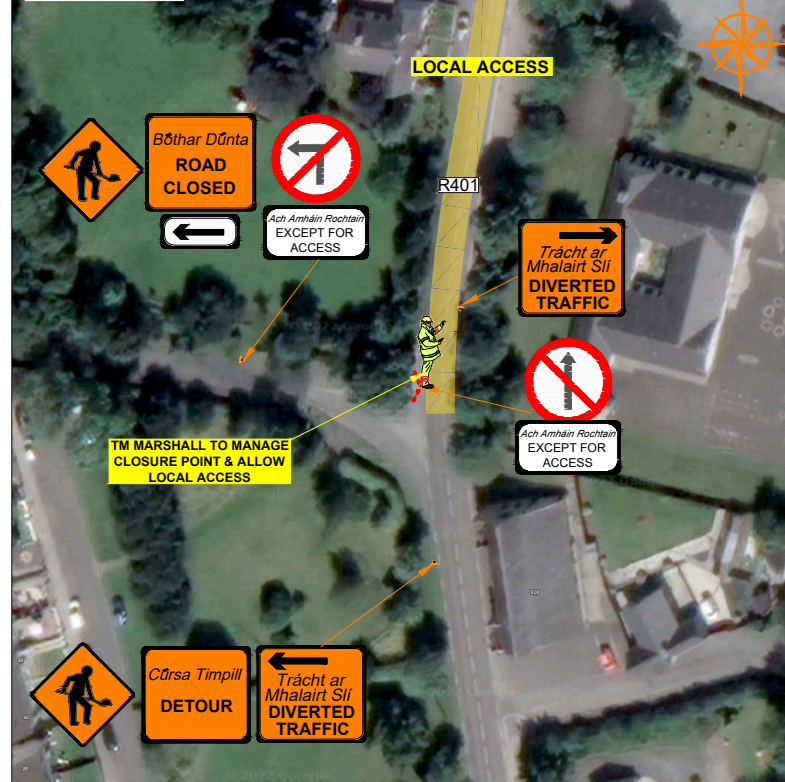 LOCAL ACCESS
Bóthar Dúnta
ROAD
CLOSED
Ach Amháin Rochtain
EXCEPT FOR
ACCESS
R401
Trácht ar
Mhalairt Slí
DIVERTED
TRAFFIC
Ach Amháin Rochtain
EXCEPT FOR
ACCESS
TM MARSHALL TO MANAGE
CLOSURE POINT & ALLOW
LOCAL ACCESS
Cúrsa Timpill
DETOUR
Trácht ar
Mhalairt Slí
DIVERTED
TRAFFIC
© 2022 Google